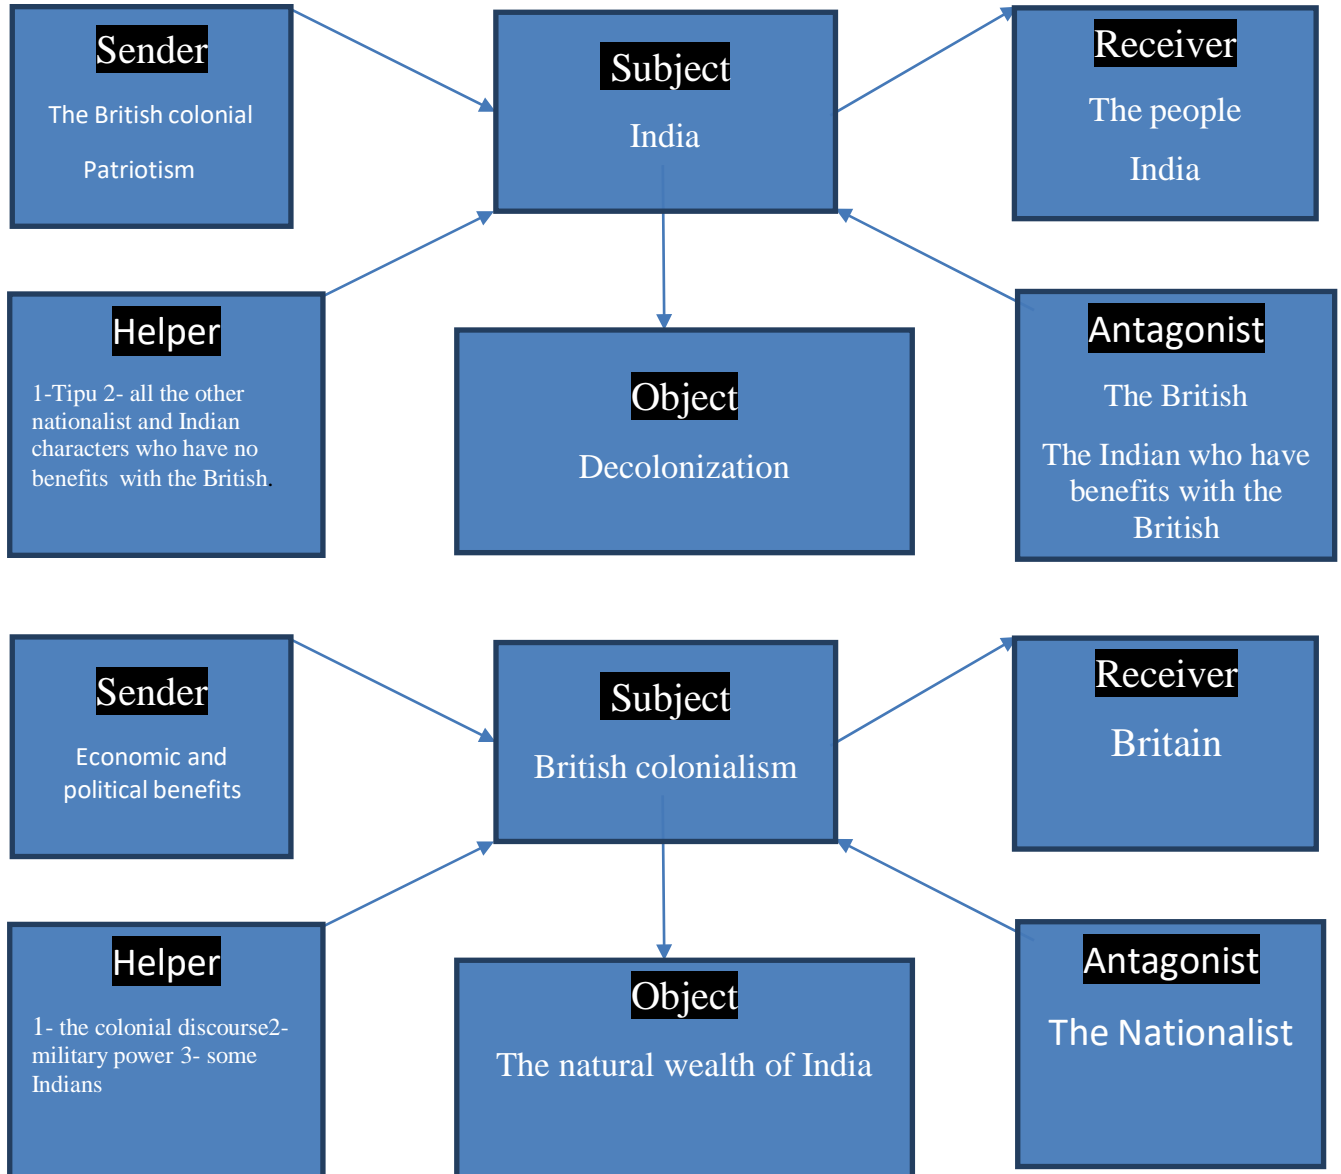 Sender
The British colonial
Patriotism
Subject
India
Receiver
The people
India
Helper
1-Tipu 2- all the other
nationalist and Indian
characters who have no
benefits  with the British.
Object
Decolonization
Antagonist
The British
The Indian who have
benefits with the
British
Sender
Economic and
political benefits
Subject
British colonialism
Receiver
Britain
Helper
1- the colonial discourse2-
military power 3- some
Indians
Object
The natural wealth of India
Antagonist
The Nationalist